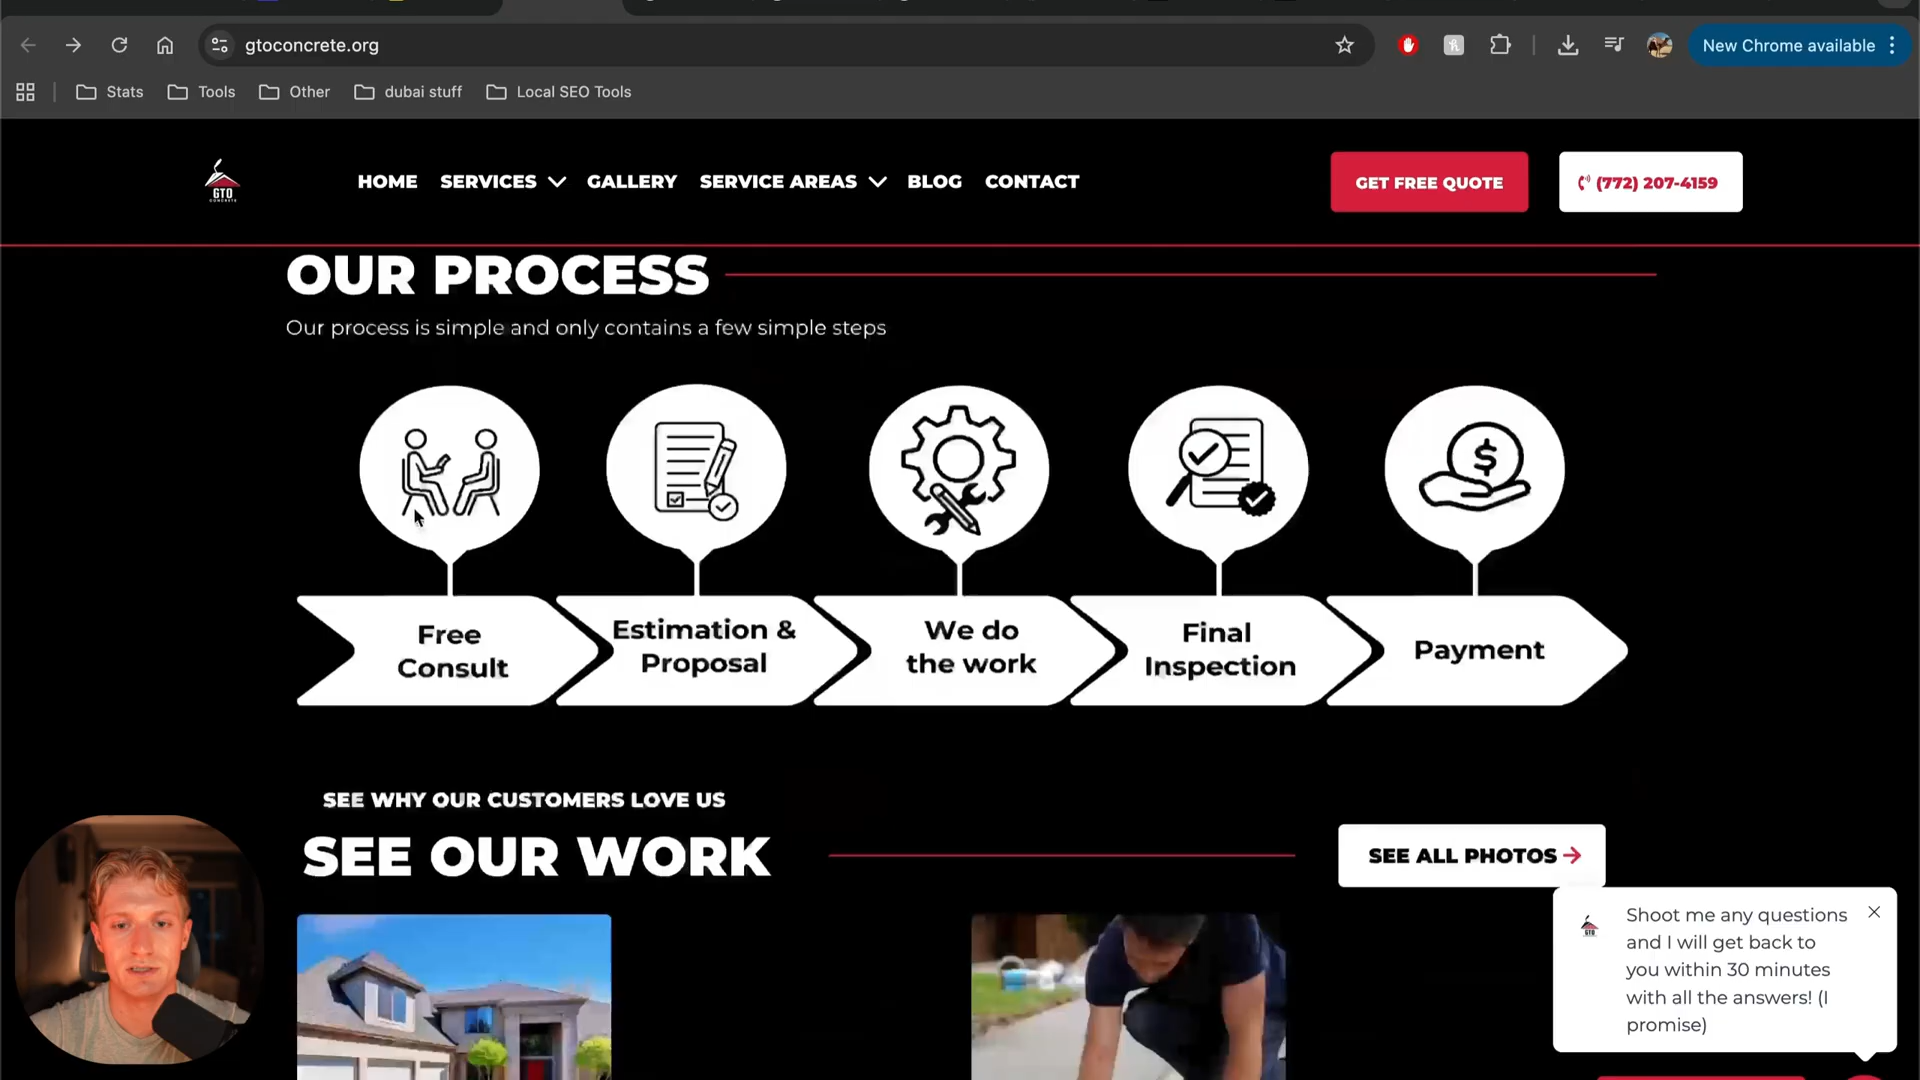 gtoconcrete.org
New Chrome available
Stats
Tools
Other
dubai stuff
Local SEO Tools
GTO
CONCRETE
HOME
SERVICES
GALLERY
SERVICE AREAS
BLOG
CONTACT
GET FREE QUOTE
(772) 207-4159
OUR PROCESS
Our process is simple and only contains a few simple steps
$
Free
Consult
Estimation &
Proposal
We do
the work
Final
Inspection
Payment
SEE WHY OUR CUSTOMERS LOVE US
SEE OUR WORK
SEE ALL PHOTOS
GTO
Shoot me any questions
and I will get back to
you within 30 minutes
with all the answers! (I
promise)